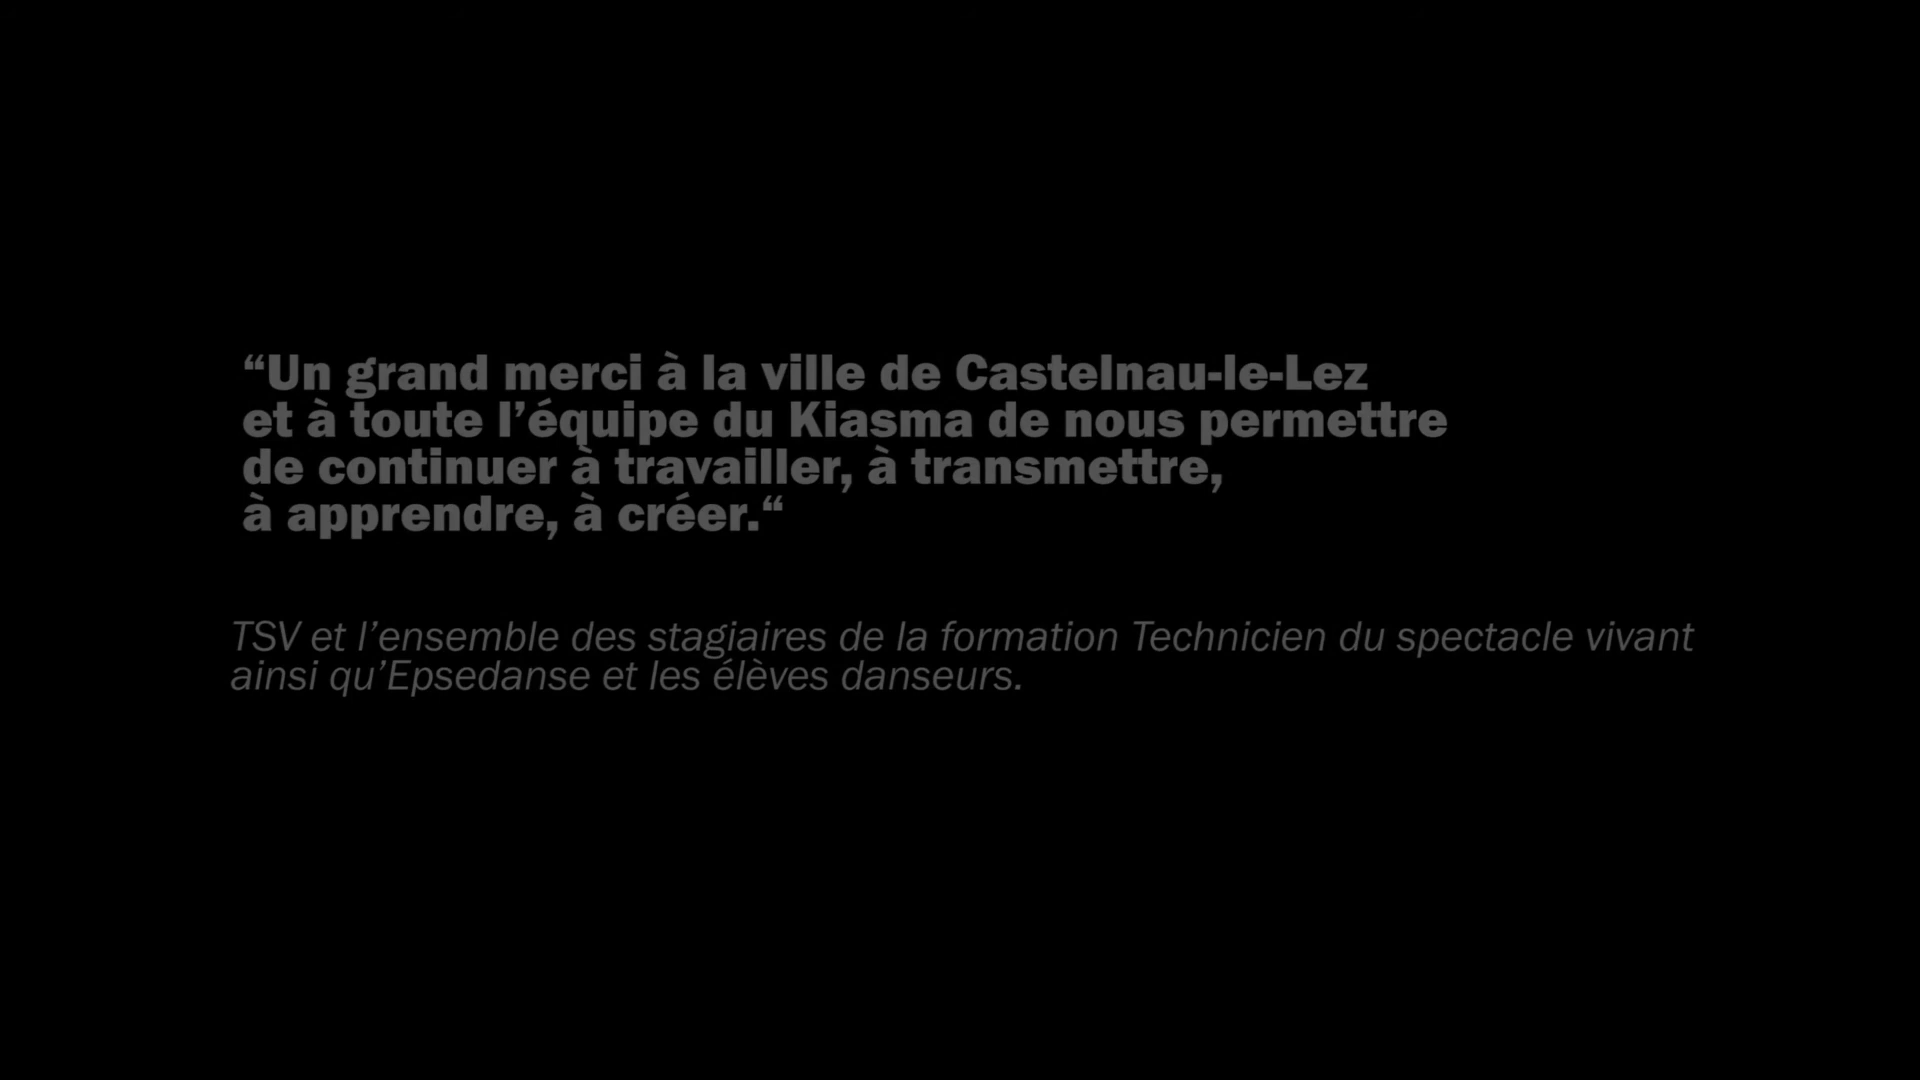 “Un grand merci à la ville de Castelnau-le-Lez
et à toute l’équipe du Kiasma de nous permettre
de continuer à travailler, à transmettre,
à apprendre, à créer.“
TSV et l’ensemble des stagiaires de la formation Technicien du spectacle vivant
ainsi qu’Epsedanse et les élèves danseurs.